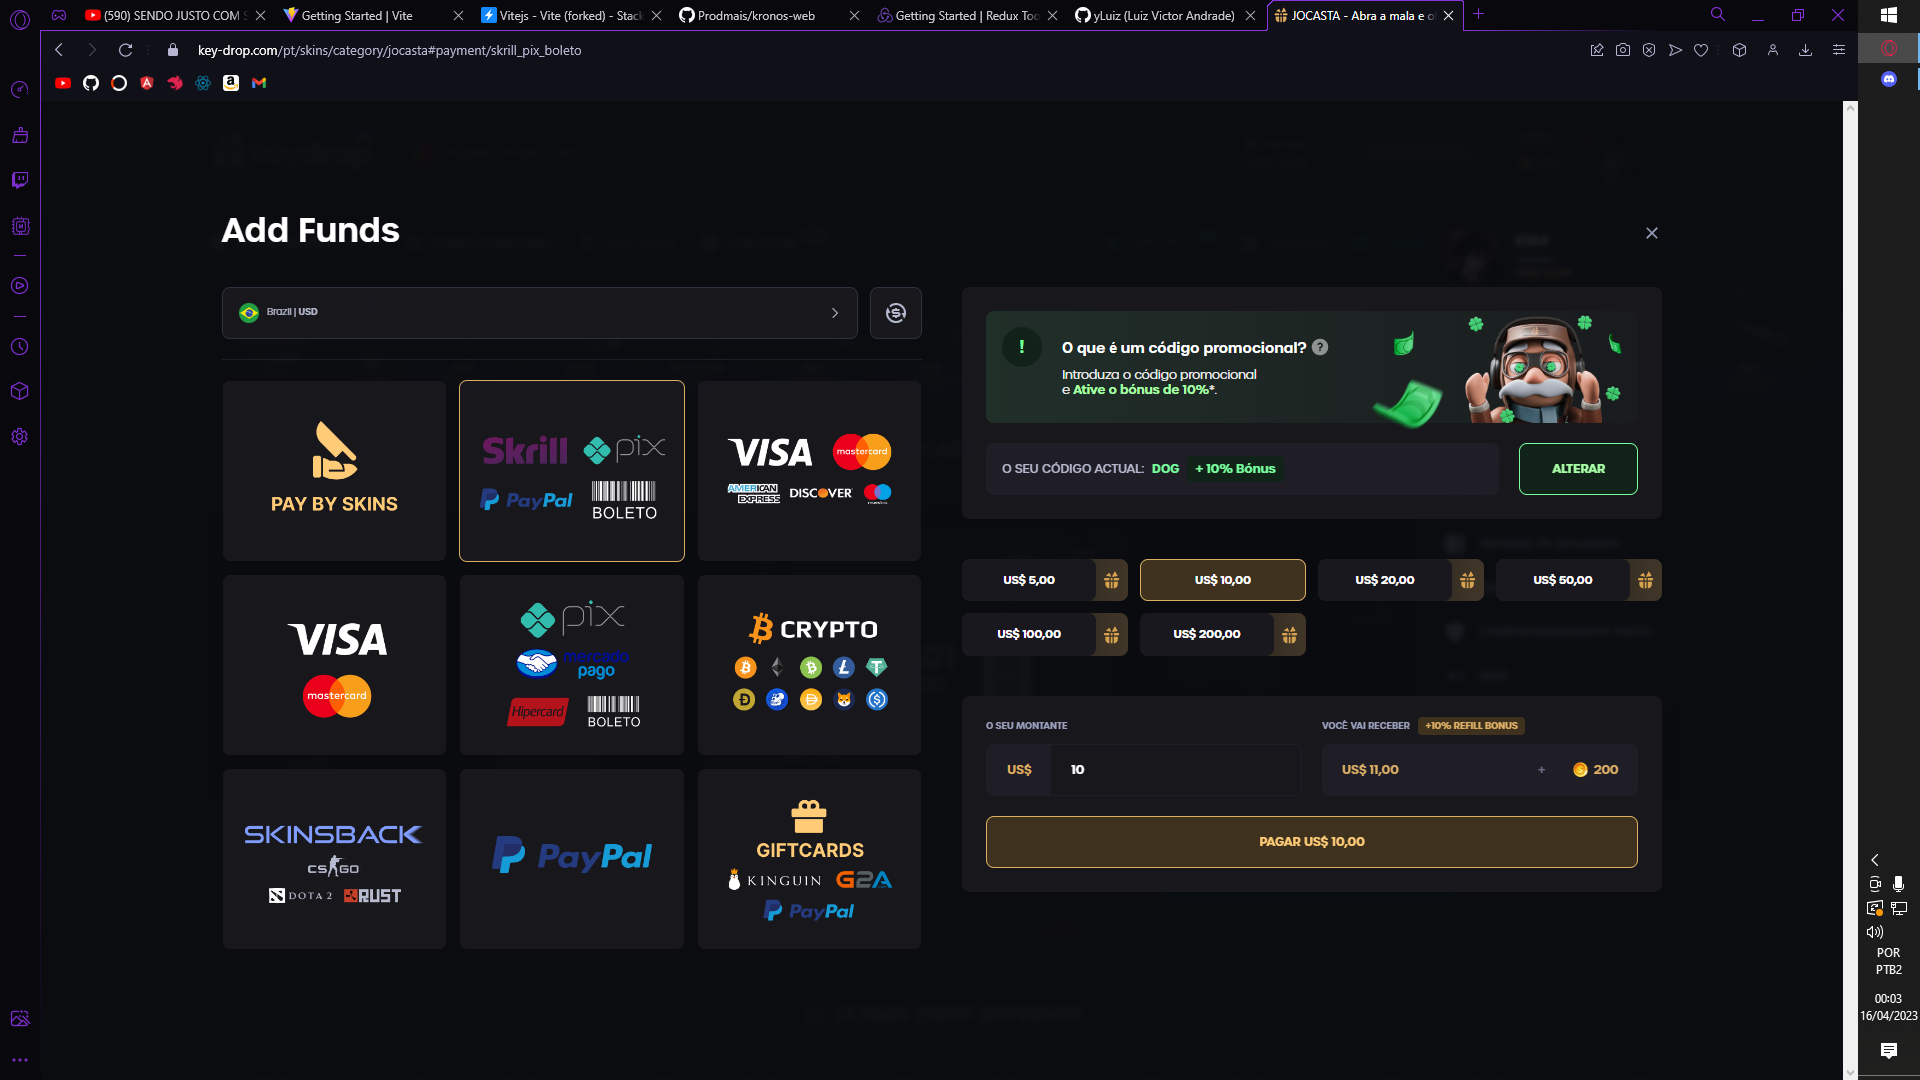 (590) SENDO JUSTO COM S
Getting Started | Vite
Vitejs - Vite (forked) - Stac
Prodmais/kronos-web
Getting Started | Redux Too
yLuiz (Luiz Victor Andrade)
JOCASTA - Abra a mala e o
key-drop.com/pt/skins/category/jocasta#payment/skrill_pix_boleto
Add Funds
Brazil | USD
O que é um código promocional? ?
Introduza o código promocional
e Ative o bónus de 10%*.
O SEU CÓDIGO ACTUAL: DOG + 10% Bónus
ALTERAR
PAY BY SKINS
Skrill pix
PayPal BOLETO
VISA mastercard
AMERICAN EXPRESS DISCOVER maestro
US$ 5,00
US$ 10,00
US$ 20,00
US$ 50,00
US$ 100,00
US$ 200,00
VISA
mastercard
pix
mercado pago
Hipercard BOLETO
CRYPTO
O SEU MONTANTE
US$ 10
VOCÊ VAI RECEBER +10% REFILL BONUS
US$ 11,00 + 200
PAGAR US$ 10,00
SKINSBACK
CS GO
DOTA 2 RUST
PayPal
GIFTCARDS
KINGUIN G2A
PayPal
POR
PTB2
00:03
16/04/2023